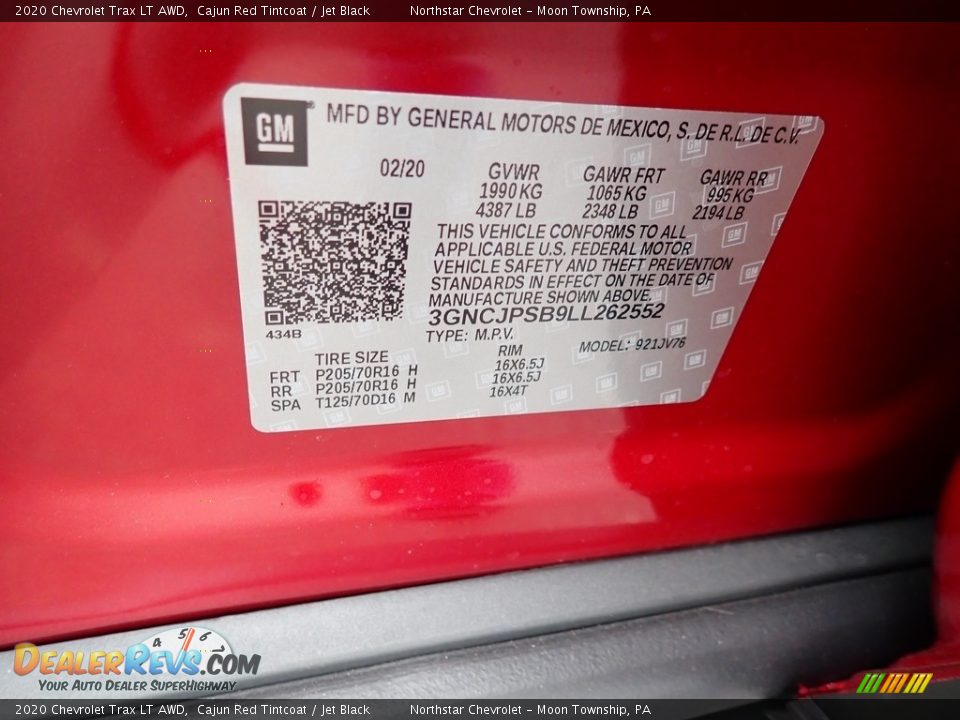 2020 Chevrolet Trax LT AWD, Cajun Red Tintcoat / Jet Black Northstar Chevrolet - Moon Township, PA
GM MFD BY GENERAL MOTORS DE MEXICO, S. DE R.L. DE C.V.
02/20 GVWR GAWR FRT GAWR RR
1990 KG 1065 KG 995 KG
4387 LB 2348 LB 2194 LB
THIS VEHICLE CONFORMS TO ALL
APPLICABLE U.S. FEDERAL MOTOR
VEHICLE SAFETY AND THEFT PREVENTION
STANDARDS IN EFFECT ON THE DATE OF
MANUFACTURE SHOWN ABOVE.
3GNCJPSB9LL262552
434B TYPE: M.P.V. MODEL: 921JV76
TIRE SIZE RIM
FRT P205/70R16 H 16X6.5J
RR P205/70R16 H 16X6.5J
SPA T125/70D16 M 16X4T
4 5 6
DealerRevs.com
Your Auto Dealer SuperHighway
2020 Chevrolet Trax LT AWD, Cajun Red Tintcoat / Jet Black Northstar Chevrolet - Moon Township, PA